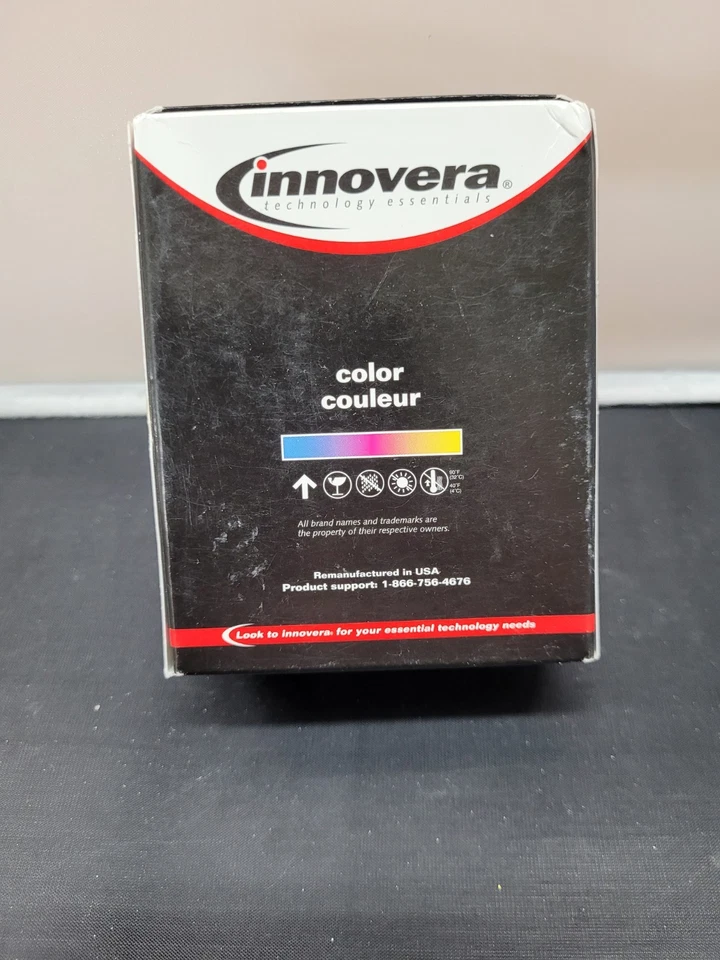 innovera®
technology essentials
color
couleur
90°F
(32°C)
40°F
(4°C)
All brand names and trademarks are
the property of their respective owners.
Remanufactured in USA
Product support: 1-866-756-4676
Look to innovera® for your essential technology needs